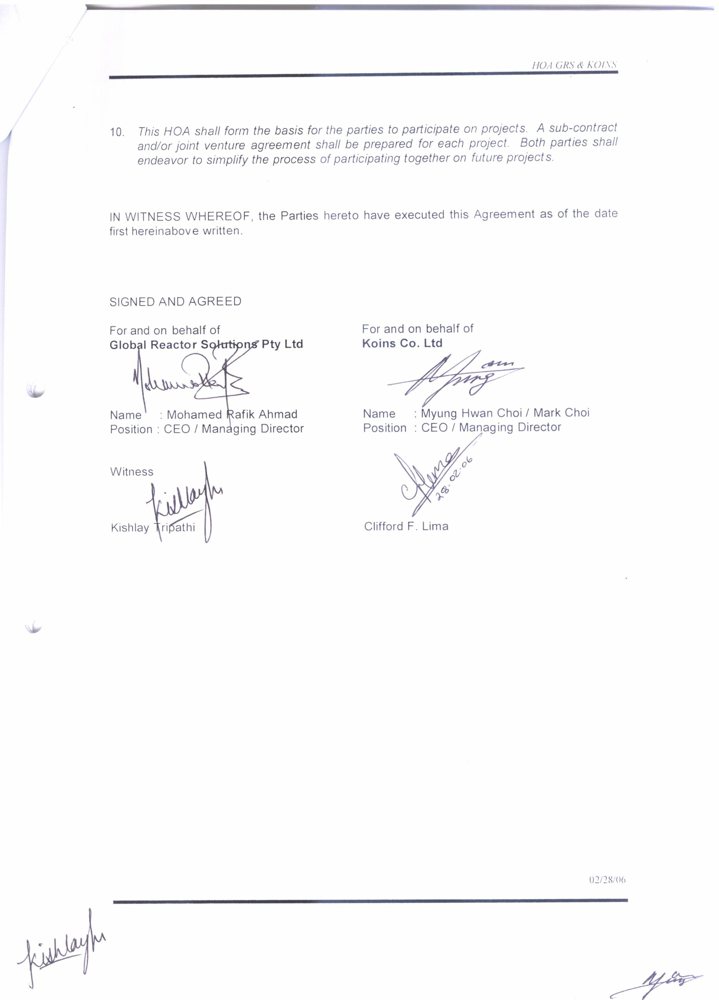 HOA GRS & KOINS
10. This HOA shall form the basis for the parties to participate on projects. A sub-contract
and/or joint venture agreement shall be prepared for each project. Both parties shall
endeavor to simplify the process of participating together on future projects.
IN WITNESS WHEREOF, the Parties hereto have executed this Agreement as of the date
first hereinabove written.
SIGNED AND AGREED
For and on behalf of
Global Reactor Solutions Pty Ltd
Name : Mohamed Rafik Ahmad
Position : CEO / Managing Director
For and on behalf of
Koins Co. Ltd
Name : Myung Hwan Choi / Mark Choi
Position : CEO / Managing Director
Witness
Kishlay Tripathi
28-02-06
Clifford F. Lima
02/28/06